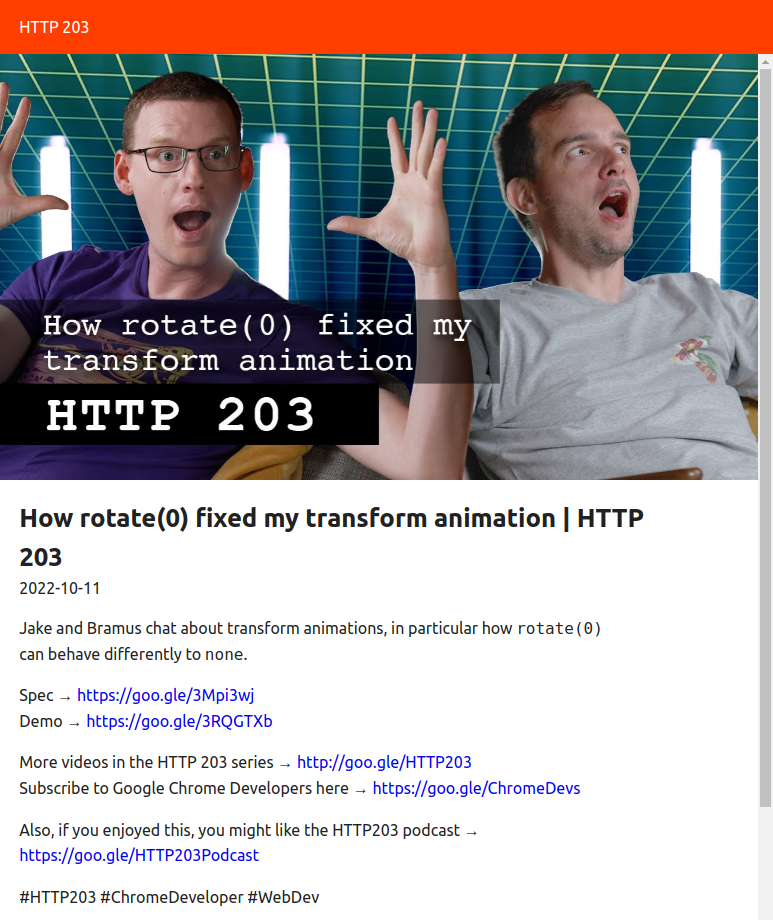 HTTP 203
How rotate(0) fixed my
transform animation
HTTP 203
How rotate(0) fixed my transform animation | HTTP
203
2022-10-11
Jake and Bramus chat about transform animations, in particular how rotate(0)
can behave differently to none.
Spec → https://goo.gle/3Mpi3wj
Demo → https://goo.gle/3RQGTXb
More videos in the HTTP 203 series → http://goo.gle/HTTP203
Subscribe to Google Chrome Developers here → https://goo.gle/ChromeDevs
Also, if you enjoyed this, you might like the HTTP203 podcast →
https://goo.gle/HTTP203Podcast
#HTTP203 #ChromeDeveloper #WebDev